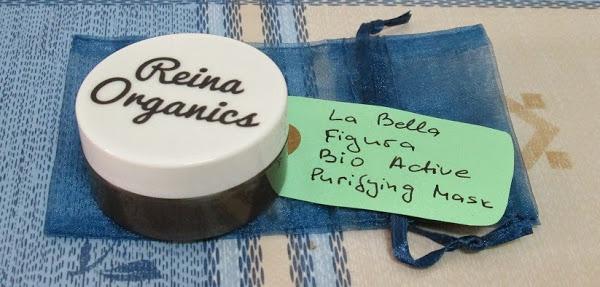 Reina
Organics
La Bella
Figura
Bio Active
Purifying Mask